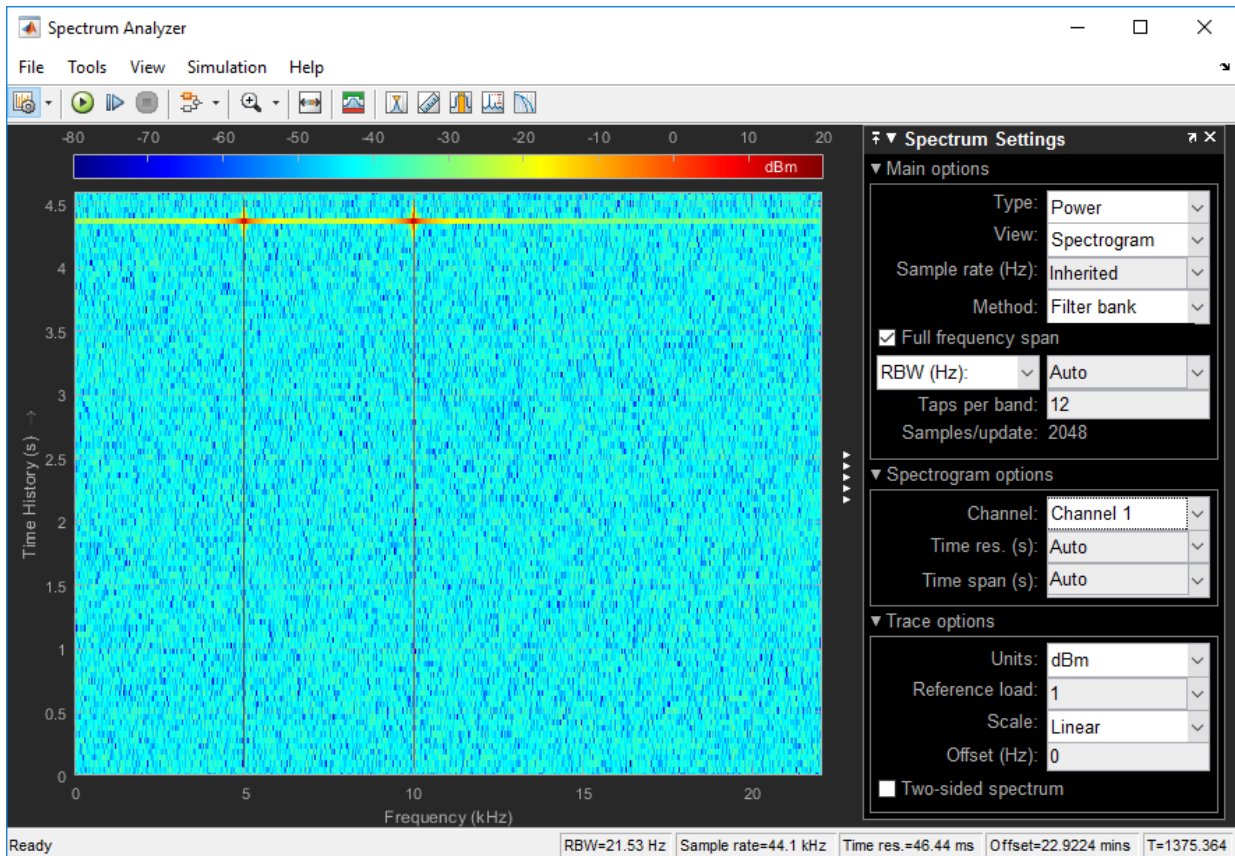 Spectrum Analyzer
File Tools View Simulation Help
-80 -70 -60 -50 -40 -30 -20 -10 0 10 20
dBm
4.5
4
3.5
3
2.5
2
1.5
1
0.5
0
Time History (s) →
0 5 10 15 20
Frequency (kHz)
Spectrum Settings
Main options
Type: Power
View: Spectrogram
Sample rate (Hz): Inherited
Method: Filter bank
Full frequency span
RBW (Hz): Auto
Taps per band: 12
Samples/update: 2048
Spectrogram options
Channel: Channel 1
Time res. (s): Auto
Time span (s): Auto
Trace options
Units: dBm
Reference load: 1
Scale: Linear
Offset (Hz): 0
Two-sided spectrum
Ready RBW=21.53 Hz Sample rate=44.1 kHz Time res.=46.44 ms Offset=22.9224 mins T=1375.364